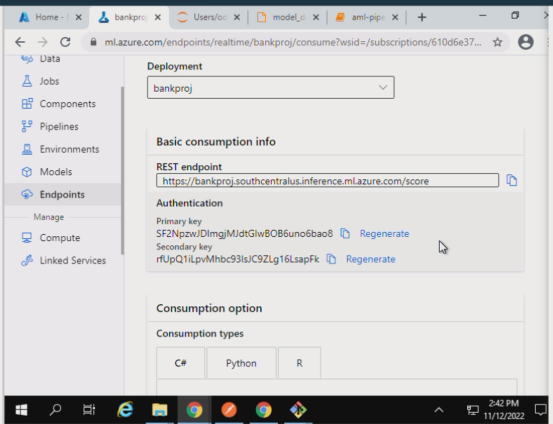 Home -
bankproj
Users/od
model_d
aml-pipe
ml.azure.com/endpoints/realtime/bankproj/consume?wsid=/subscriptions/610d6e37...
Data
Jobs
Components
Pipelines
Environments
Models
Endpoints
Manage
Compute
Linked Services
Deployment
bankproj
Basic consumption info
REST endpoint
https://bankproj.southcentralus.inference.ml.azure.com/score
Authentication
Primary key
SF2NpzwJDImgjMJdtGIwBOB6uno6bao8 Regenerate
Secondary key
rfUpQ1iLpvMhbc93IsJC9ZLg16LsapFk Regenerate
Consumption option
Consumption types
C# Python R
2:42 PM
11/12/2022